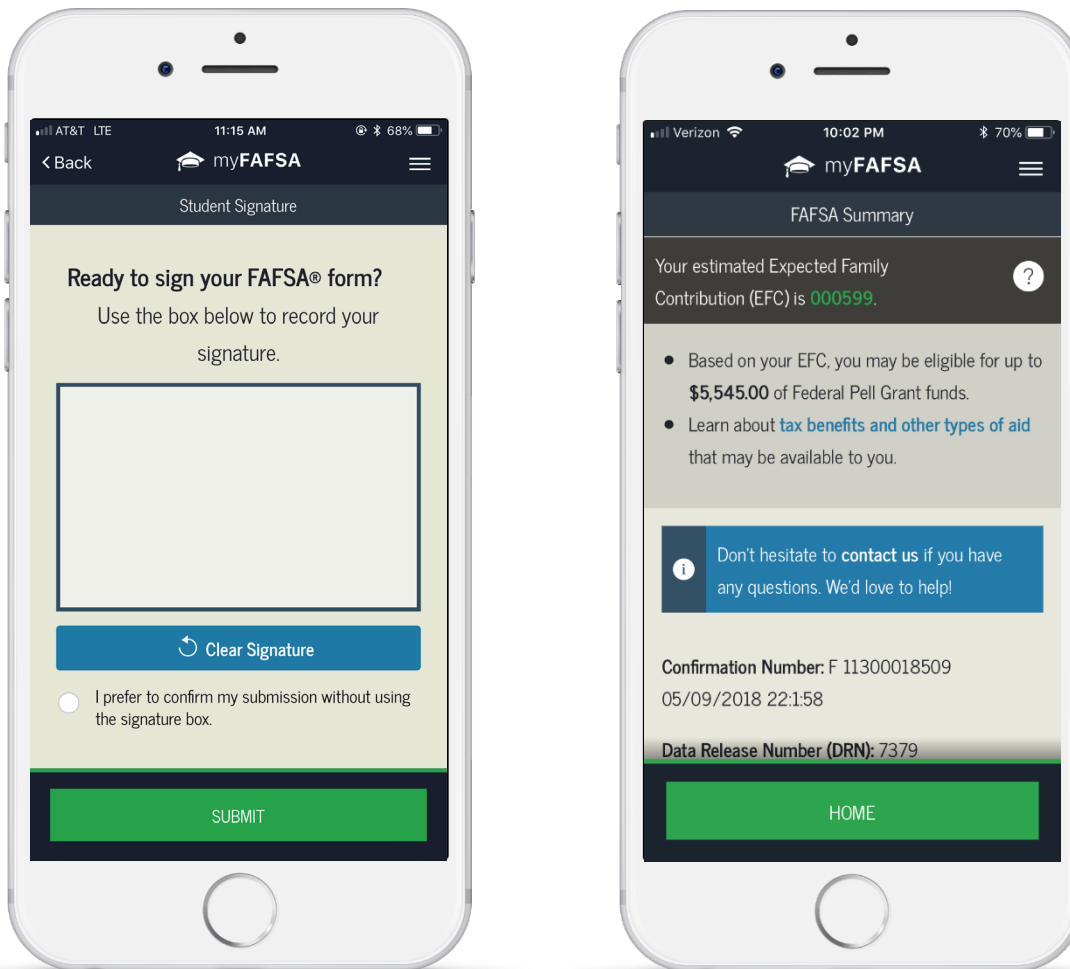 AT&T LTE 11:15 AM 68%
Back myFAFSA
Student Signature
Ready to sign your FAFSA® form?
Use the box below to record your
signature.
Clear Signature
I prefer to confirm my submission without using
the signature box.
SUBMIT
Verizon 10:02 PM 70%
myFAFSA
FAFSA Summary
Your estimated Expected Family
Contribution (EFC) is 000599.
?
• Based on your EFC, you may be eligible for up to
$5,545.00 of Federal Pell Grant funds.
• Learn about tax benefits and other types of aid
that may be available to you.
i
Don't hesitate to contact us if you have
any questions. We'd love to help!
Confirmation Number: F 11300018509
05/09/2018 22:1:58
Data Release Number (DRN): 7379
HOME